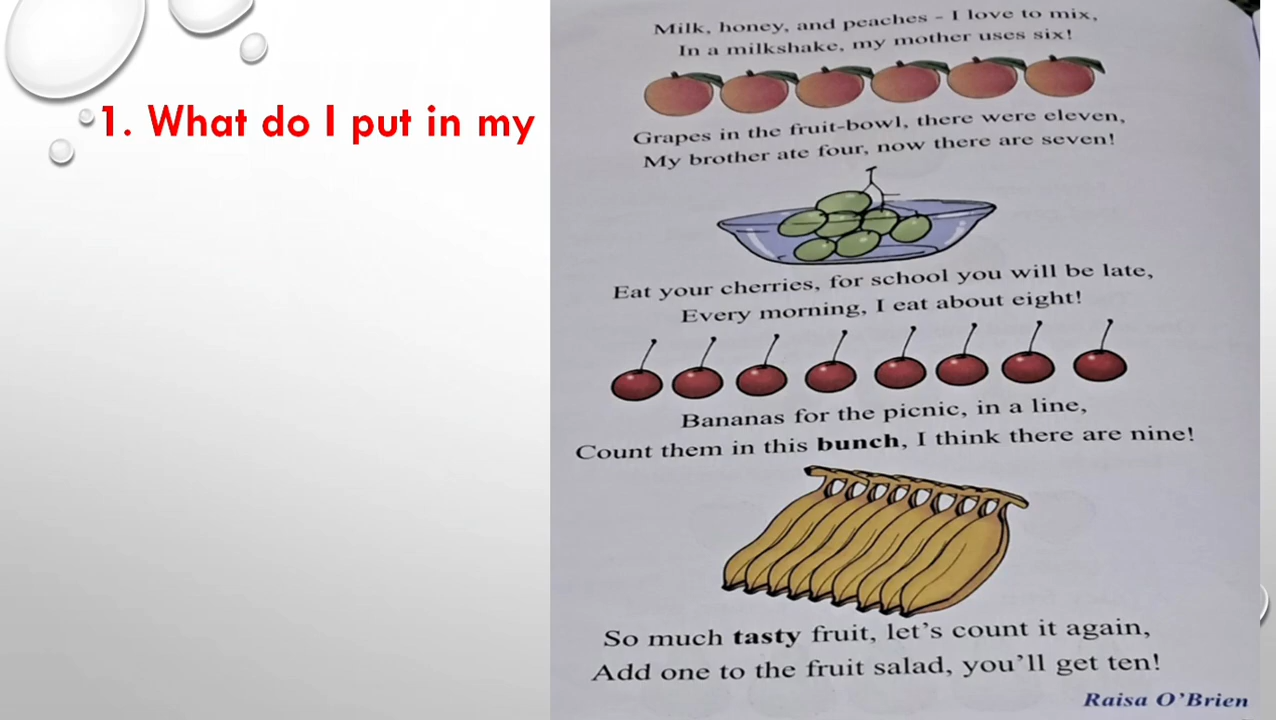 1. What do I put in my
Milk, honey, and peaches - I love to mix,
In a milkshake, my mother uses six!
Grapes in the fruit-bowl, there were eleven,
My brother ate four, now there are seven!
Eat your cherries, for school you will be late,
Every morning, I eat about eight!
Bananas for the picnic, in a line,
Count them in this bunch, I think there are nine!
So much tasty fruit, let's count it again,
Add one to the fruit salad, you'll get ten!
Raisa O'Brien